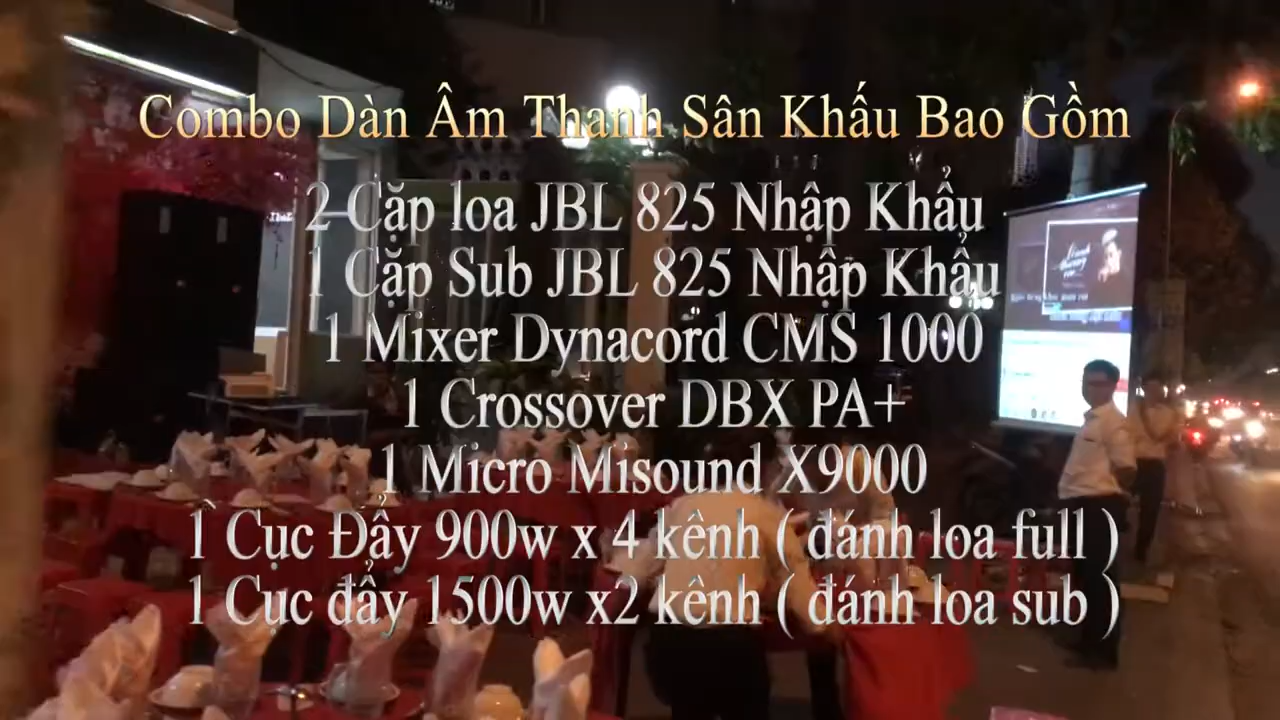 Combo Dàn Âm Thanh Sân Khấu Bao Gồm
2 Cặp loa JBL 825 Nhập Khẩu
1 Cặp Sub JBL 825 Nhập Khẩu
1 Mixer Dynacord CMS 1000
1 Crossover DBX PA+
1 Micro Misound X9000
1 Cục Đẩy 900w x 4 kênh ( đánh loa full )
1 Cục đẩy 1500w x2 kênh ( đánh loa sub )